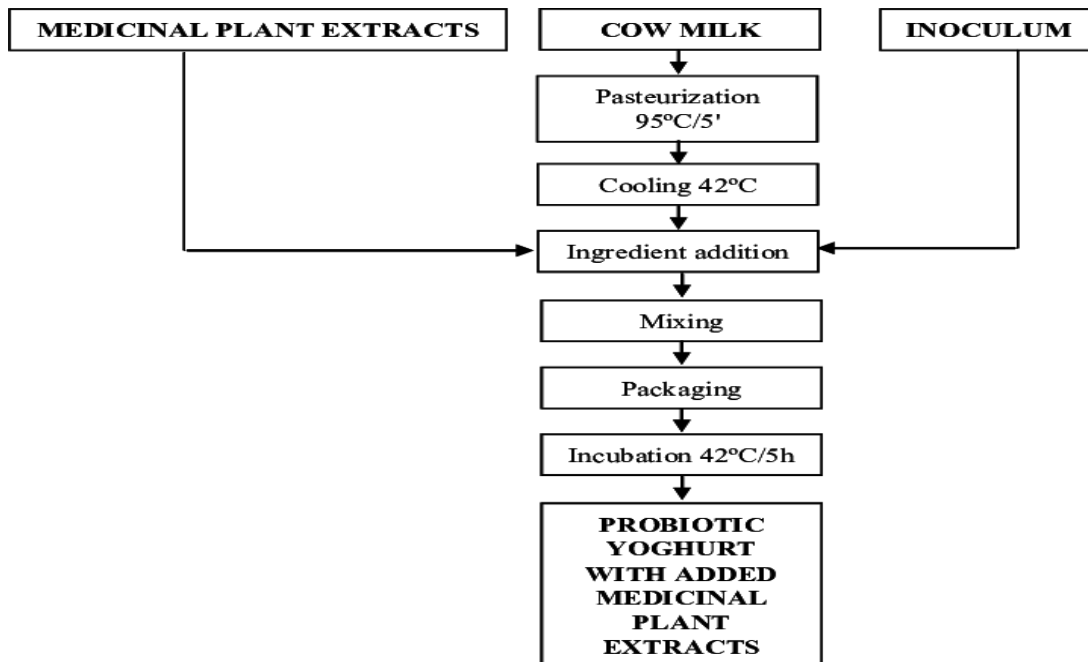 MEDICINAL PLANT EXTRACTS
COW MILK
INOCULUM
Pasteurization
95ºC/5'
Cooling 42ºC
Ingredient addition
Mixing
Packaging
Incubation 42ºC/5h
PROBIOTIC
YOGHURT
WITH ADDED
MEDICINAL
PLANT
EXTRACTS